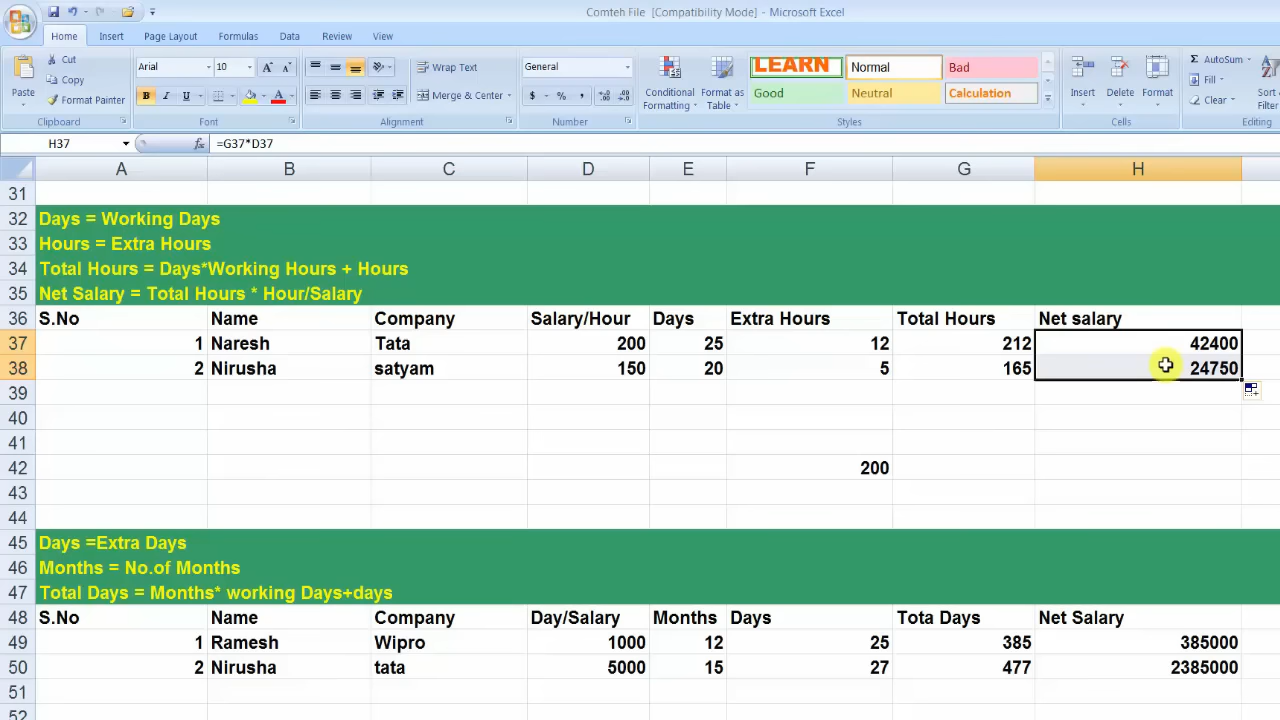 Comteh File [Compatibility Mode] - Microsoft Excel
Home Insert Page Layout Formulas Data Review View
Paste Cut Copy Format Painter Clipboard
Arial 10 A A B I U A Font
Wrap Text Merge & Center Alignment
General $ % , Number
Conditional Formatting Format as Table LEARN Normal Bad Good Neutral Calculation Styles
Insert Delete Format Cells
Σ AutoSum Fill Clear Sort Filter Editing
H37 fx =G37*D37
A B C D E F G H
31
32 Days = Working Days
33 Hours = Extra Hours
34 Total Hours = Days*Working Hours + Hours
35 Net Salary = Total Hours * Hour/Salary
36 S.No Name Company Salary/Hour Days Extra Hours Total Hours Net salary
37 1 Naresh Tata 200 25 12 212 42400
38 2 Nirusha satyam 150 20 5 165 24750
39
40
41
42 200
43
44
45 Days =Extra Days
46 Months = No.of Months
47 Total Days = Months* working Days+days
48 S.No Name Company Day/Salary Months Days Tota Days Net Salary
49 1 Ramesh Wipro 1000 12 25 385 385000
50 2 Nirusha tata 5000 15 27 477 2385000
51
52